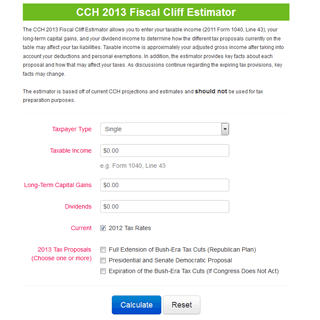 CCH 2013 Fiscal Cliff Estimator
The CCH 2013 Fiscal Cliff Estimator allows you to enter your taxable income (2011 Form 1040, Line 43), your
long-term capital gains, and your dividend income to determine how the different tax proposals currently on the
table may affect your tax liabilities. Taxable income is approximately your adjusted gross income after taking into
account your deductions and personal exemptions. In addition, the estimator provides key facts about each
proposal and how that may affect your taxes. As discussions continue regarding the expiring tax provisions, key
facts may change.
The estimator is based off of current CCH projections and estimates and should not be used for tax
preparation purposes.
Taxpayer Type Single
Taxable Income $0.00
e.g. Form 1040, Line 43
Long-Term Capital Gains $0.00
Dividends $0.00
Current 2012 Tax Rates
2013 Tax Proposals Full Extension of Bush-Era Tax Cuts (Republican Plan)
(Choose one or more) Presidential and Senate Democratic Proposal
Expiration of the Bush-Era Tax Cuts (If Congress Does Not Act)
Calculate Reset